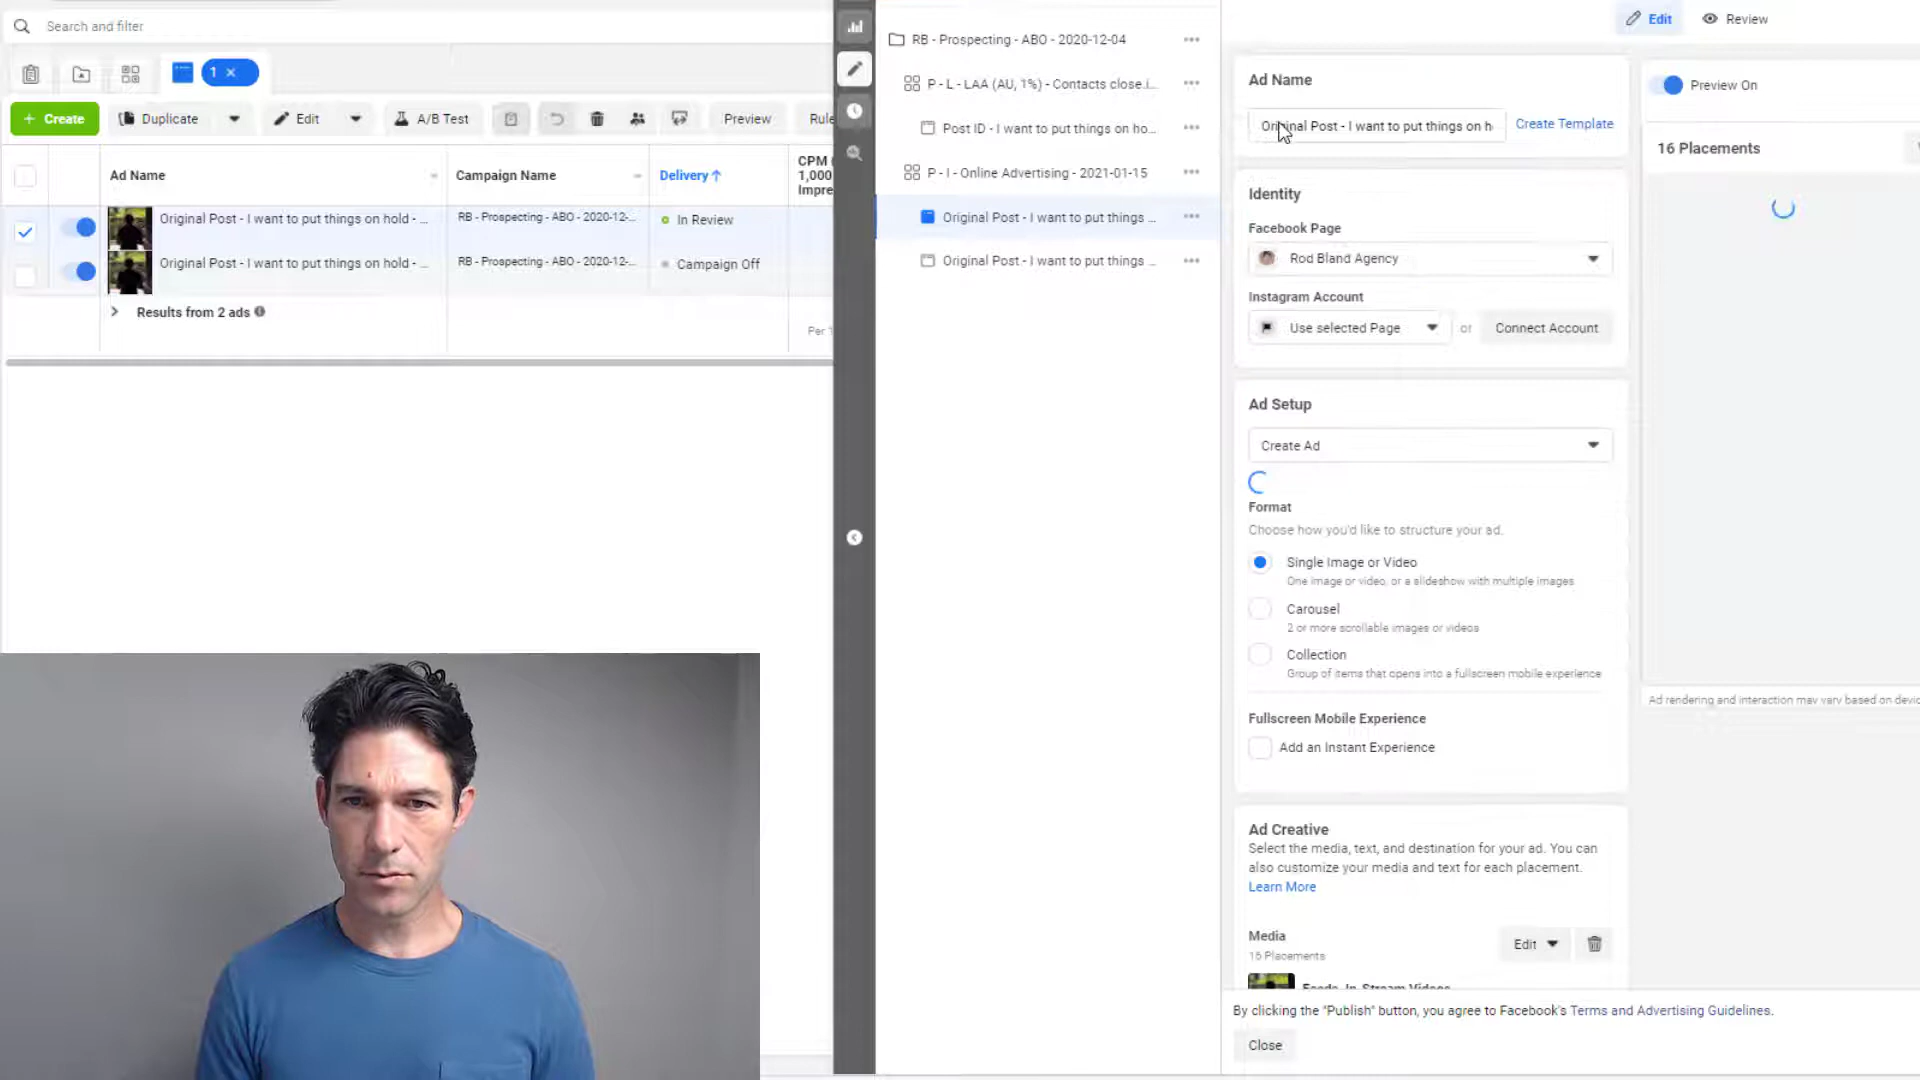 Search and filter
1 ×
+ Create
Duplicate
Edit
A/B Test
Preview
Ad Name
Campaign Name
Delivery↑
CPM
1,000
Impre
Original Post - I want to put things on hold - ...
RB - Prospecting - ABO - 2020-12-...
In Review
Original Post - I want to put things on hold - ...
RB - Prospecting - ABO - 2020-12-...
Campaign Off
Results from 2 ads
RB - Prospecting - ABO - 2020-12-04
P - L - LAA (AU, 1%) - Contacts close.i...
Post ID - I want to put things on ho...
P - I - Online Advertising - 2021-01-15
Original Post - I want to put things ...
Original Post - I want to put things ...
Edit
Review
Ad Name
Original Post - I want to put things on h
Create Template
Identity
Facebook Page
Rod Bland Agency
Instagram Account
Use selected Page
or
Connect Account
Ad Setup
Create Ad
Format
Choose how you'd like to structure your ad.
Single Image or Video
One image or video, or a slideshow with multiple images
Carousel
2 or more scrollable images or videos
Collection
Group of items that opens into a fullscreen mobile experience
Fullscreen Mobile Experience
Add an Instant Experience
Ad Creative
Select the media, text, and destination for your ad. You can
also customize your media and text for each placement.
Learn More
Media
15 Placements
Edit
Feeds, In-Stream Videos
By clicking the "Publish" button, you agree to Facebook's Terms and Advertising Guidelines.
Close
Preview On
16 Placements
Ad rendering and interaction may vary based on devic